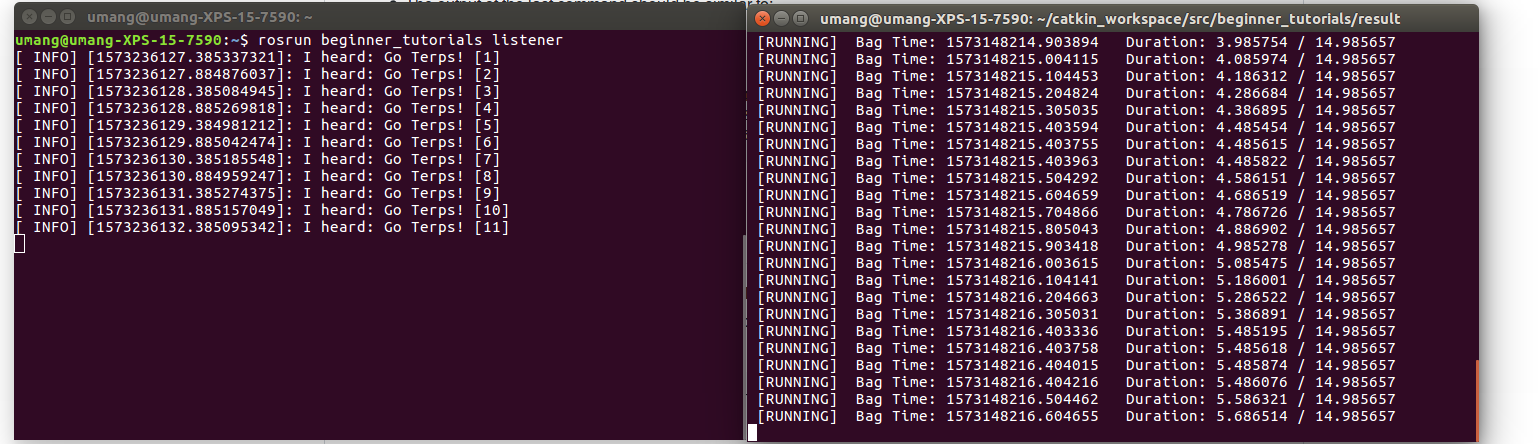 2. The output of the last command should be similar to:
umang@umang-XPS-15-7590: ~
umang@umang-XPS-15-7590:~$ rosrun beginner_tutorials listener
[ INFO] [1573236127.385337321]: I heard: Go Terps! [1]
[ INFO] [1573236127.884876037]: I heard: Go Terps! [2]
[ INFO] [1573236128.385084945]: I heard: Go Terps! [3]
[ INFO] [1573236128.885269818]: I heard: Go Terps! [4]
[ INFO] [1573236129.384981212]: I heard: Go Terps! [5]
[ INFO] [1573236129.885042474]: I heard: Go Terps! [6]
[ INFO] [1573236130.385185548]: I heard: Go Terps! [7]
[ INFO] [1573236130.884959247]: I heard: Go Terps! [8]
[ INFO] [1573236131.385274375]: I heard: Go Terps! [9]
[ INFO] [1573236131.885157049]: I heard: Go Terps! [10]
[ INFO] [1573236132.385095342]: I heard: Go Terps! [11]
umang@umang-XPS-15-7590: ~/catkin_workspace/src/beginner_tutorials/result
[RUNNING]  Bag Time: 1573148214.903894   Duration: 3.985754 / 14.985657
[RUNNING]  Bag Time: 1573148215.004115   Duration: 4.085974 / 14.985657
[RUNNING]  Bag Time: 1573148215.104453   Duration: 4.186312 / 14.985657
[RUNNING]  Bag Time: 1573148215.204824   Duration: 4.286684 / 14.985657
[RUNNING]  Bag Time: 1573148215.305035   Duration: 4.386895 / 14.985657
[RUNNING]  Bag Time: 1573148215.403594   Duration: 4.485454 / 14.985657
[RUNNING]  Bag Time: 1573148215.403755   Duration: 4.485615 / 14.985657
[RUNNING]  Bag Time: 1573148215.403963   Duration: 4.485822 / 14.985657
[RUNNING]  Bag Time: 1573148215.504292   Duration: 4.586151 / 14.985657
[RUNNING]  Bag Time: 1573148215.604659   Duration: 4.686519 / 14.985657
[RUNNING]  Bag Time: 1573148215.704866   Duration: 4.786726 / 14.985657
[RUNNING]  Bag Time: 1573148215.805043   Duration: 4.886902 / 14.985657
[RUNNING]  Bag Time: 1573148215.903418   Duration: 4.985278 / 14.985657
[RUNNING]  Bag Time: 1573148216.003615   Duration: 5.085475 / 14.985657
[RUNNING]  Bag Time: 1573148216.104141   Duration: 5.186001 / 14.985657
[RUNNING]  Bag Time: 1573148216.204663   Duration: 5.286522 / 14.985657
[RUNNING]  Bag Time: 1573148216.305031   Duration: 5.386891 / 14.985657
[RUNNING]  Bag Time: 1573148216.403336   Duration: 5.485195 / 14.985657
[RUNNING]  Bag Time: 1573148216.403758   Duration: 5.485618 / 14.985657
[RUNNING]  Bag Time: 1573148216.404015   Duration: 5.485874 / 14.985657
[RUNNING]  Bag Time: 1573148216.404216   Duration: 5.486076 / 14.985657
[RUNNING]  Bag Time: 1573148216.504462   Duration: 5.586321 / 14.985657
[RUNNING]  Bag Time: 1573148216.604655   Duration: 5.686514 / 14.985657